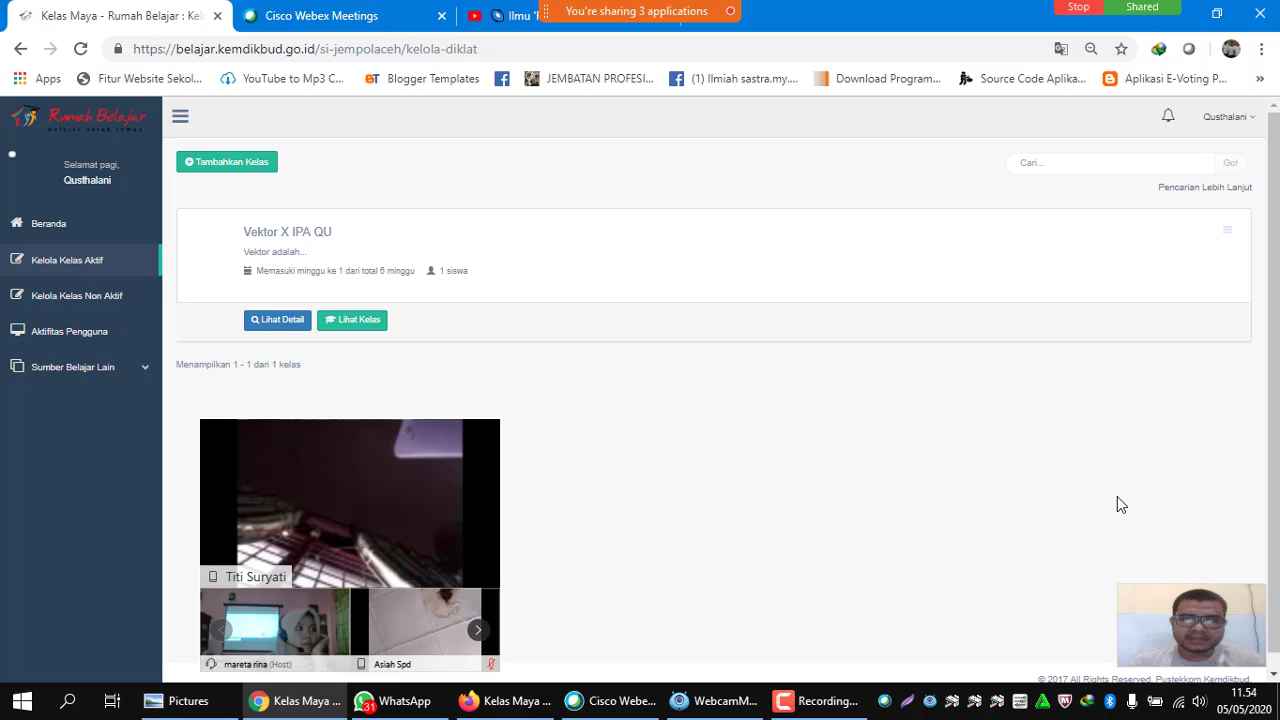 Kelas Maya - Rumah Belajar : Kel
Cisco Webex Meetings
Ilmu
You're sharing 3 applications
Stop
Shared
https://belajar.kemdikbud.go.id/si-jempolaceh/kelola-diklat
Apps
Fitur Website Sekol...
YouTube to Mp3 C...
Blogger Templates
JEMBATAN PROFESI...
(1) Ilmiah sastra.my....
Download Program...
Source Code Aplika...
Aplikasi E-Voting P...
»
Rumah Belajar
belajar untuk semua
Qusthalani
Selamat pagi,
Qusthalani
Tambahkan Kelas
Cari...
Go!
Pencarian Lebih Lanjut
Beranda
Kelola Kelas Aktif
Kelola Kelas Non Aktif
Aktifitas Pengguna
Sumber Belajar Lain
Vektor X IPA QU
Vektor adalah...
Memasuki minggu ke 1 dari total 6 minggu
1 siswa
Lihat Detail
Lihat Kelas
Menampilkan 1 - 1 dari 1 kelas
Titi Suryati
mareta rina (Host)
Asiah Spd
© 2017 All Rights Reserved. Pustekkom Kemdikbud.
Pictures
Kelas Maya ...
31
WhatsApp
Kelas Maya ...
Cisco Webe...
WebcamM...
Recording...
11.54
05/05/2020